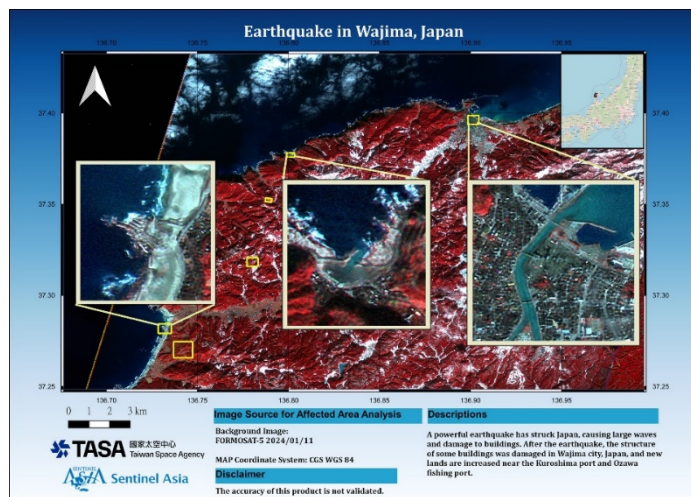 Earthquake in Wajima, Japan
136.70 136.75 136.80 136.85 136.90 136.95
37.40 37.40
37.35 37.35
37.30 37.30
37.25 37.25
136.70 136.75 136.80 136.85 136.90 136.95
0 1 2 3 km
TASA 國家太空中心
Taiwan Space Agency
SENTINEL
ASIA Sentinel Asia
Image Source for Affected Area Analysis
Background Image:
FORMOSAT-5 2024/01/11
MAP Coordinate System: CGS WGS 84
Disclaimer
The accuracy of this product is not validated.
Descriptions
A powerful earthquake has struck Japan, causing large waves
and damage to buildings. After the earthquake, the structure
of some buildings was damaged in Wajima city, Japan, and new
lands are increased near the Kuroshima port and Ozawa
fishing port.